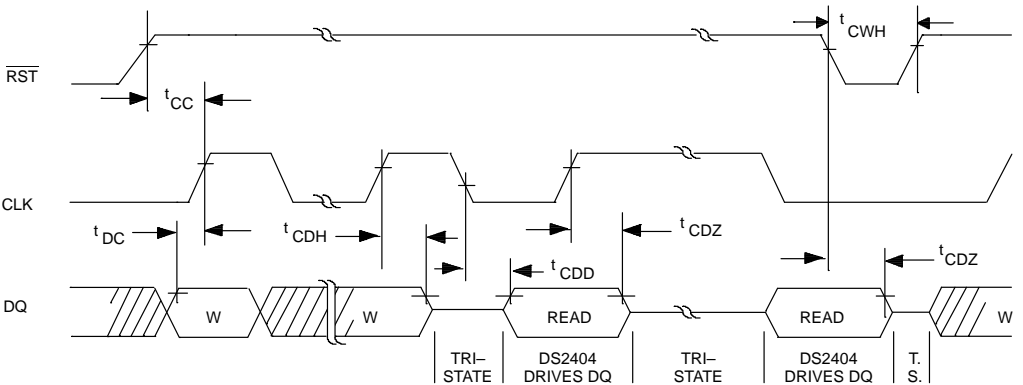 t CWH
RST
t CC
CLK
t DC
t CDH
t CDZ
t CDD
t CDZ
DQ
W
W
READ
READ
W
TRI–
STATE
DS2404
DRIVES DQ
TRI–
STATE
DS2404
DRIVES DQ
T.
S.